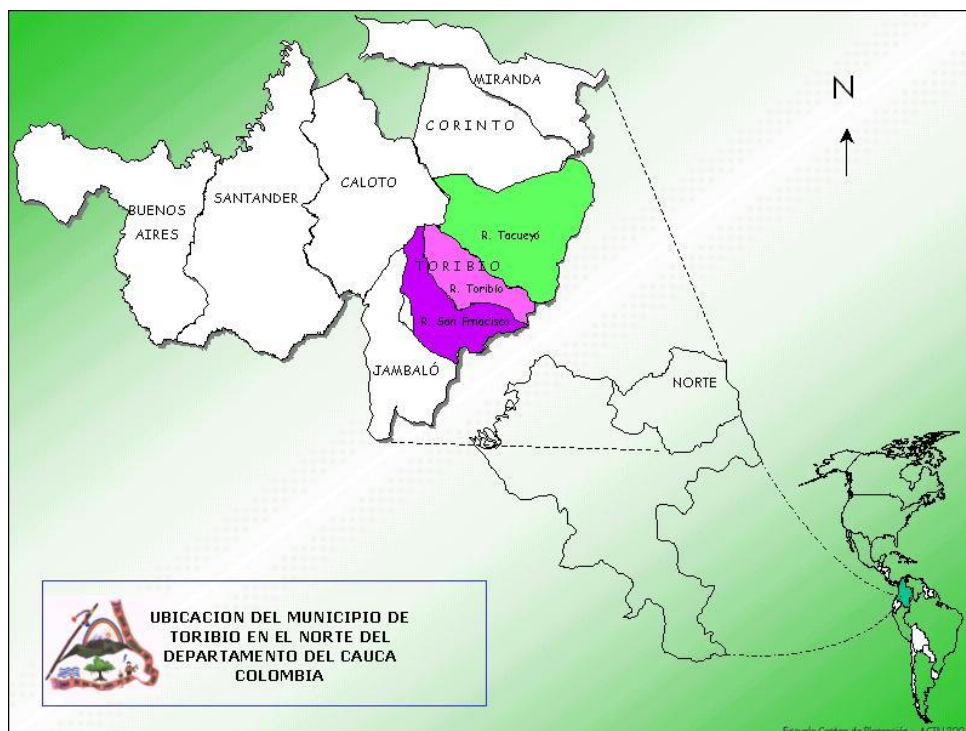 MIRANDA
N
CORINTO
CALOTO
SANTANDER
BUENOS
AIRES
R. Tacueyó
TORIBIO
R. Toribío
R. San Frnacisco
JAMBALÓ
NORTE
UBICACION DEL MUNICIPIO DE
TORIBIO EN EL NORTE DEL
DEPARTAMENTO DEL CAUCA
COLOMBIA